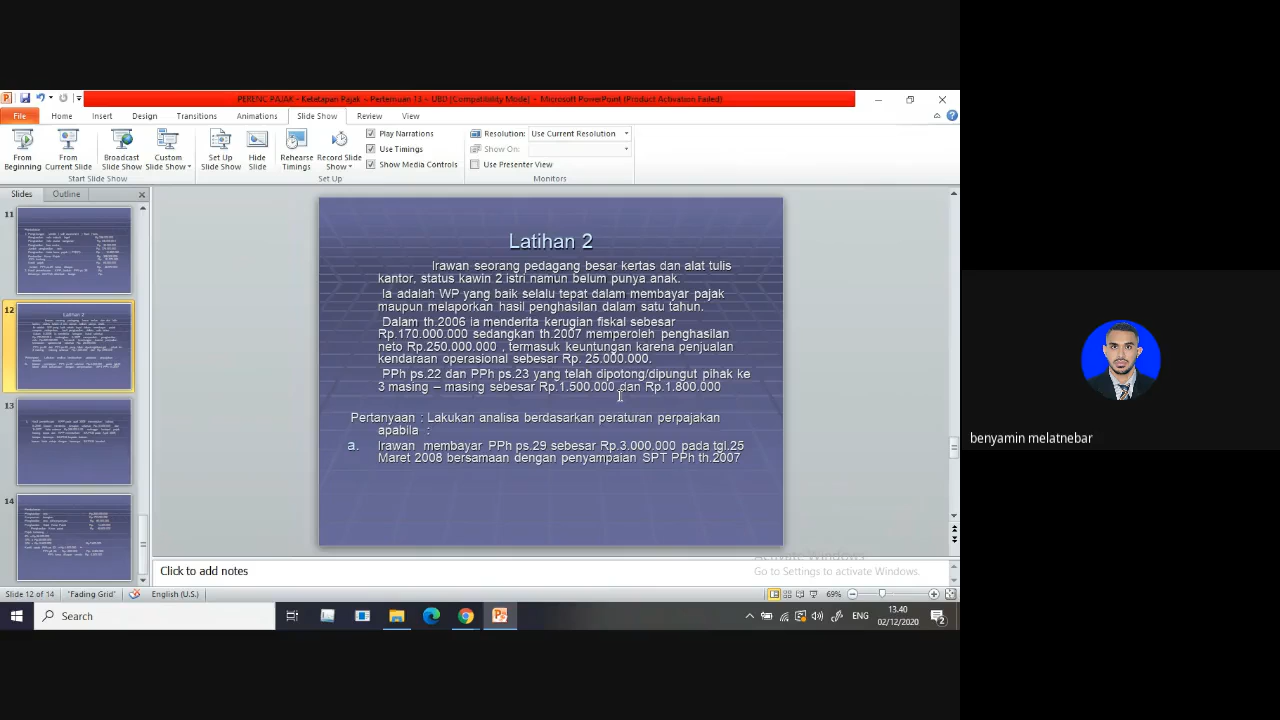 PERENC PAJAK - Ketetapan Pajak - Pertemuan 13 - UBD [Compatibility Mode] - Microsoft PowerPoint (Product Activation Failed)
File Home Insert Design Transitions Animations Slide Show Review View
From Beginning
From Current Slide
Broadcast Slide Show
Custom Slide Show
Start Slide Show
Set Up Slide Show
Hide Slide
Rehearse Timings
Record Slide Show
Play Narrations
Use Timings
Show Media Controls
Set Up
Resolution: Use Current Resolution
Show On:
Use Presenter View
Monitors
Slides Outline
11
12
Latihan 2
13
14
Latihan 2
Irawan seorang pedagang besar kertas dan alat tulis
kantor, status kawin 2 istri namun belum punya anak.
Ia adalah WP yang baik selalu tepat dalam membayar pajak
maupun melaporkan hasil penghasilan dalam satu tahun.
Dalam th.2006 ia menderita kerugian fiskal sebesar
Rp.170.000.000 sedangkan th.2007 memperoleh penghasilan
neto Rp.250.000.000 , termasuk keuntungan karena penjualan
kendaraan operasional sebesar Rp. 25.000.000.
PPh ps.22 dan PPh ps.23 yang telah dipotong/dipungut pihak ke
3 masing – masing sebesar Rp.1.500.000 dan Rp.1.800.000
Pertanyaan : Lakukan analisa berdasarkan peraturan perpajakan
apabila :
a. Irawan membayar PPh ps.29 sebesar Rp.3.000.000 pada tgl.25
Maret 2008 bersamaan dengan penyampaian SPT PPh th.2007
Activate Windows
Go to Settings to activate Windows.
Click to add notes
Slide 12 of 14 "Fading Grid" English (U.S.) 69%
Search
ENG
13.40
02/12/2020
2
benyamin melatnebar